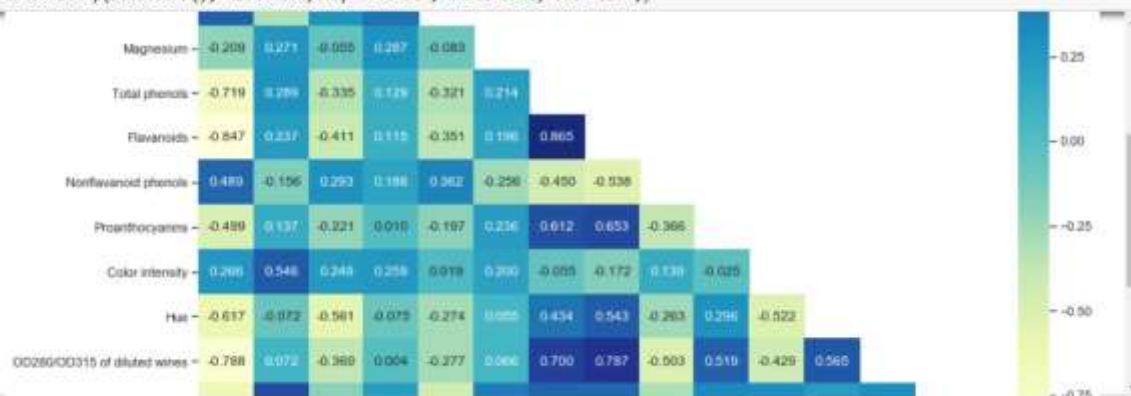 Magnesium -0.209 0.271 -0.055 0.287 -0.083
0.25
Total phenols -0.719 0.289 -0.335 0.129 -0.321 0.214
Flavanoids -0.847 0.237 -0.411 0.115 -0.351 0.196 0.865
0.00
Nonflavanoid phenols 0.489 -0.156 0.293 0.186 0.362 -0.256 -0.450 -0.538
Proanthocyanins -0.499 0.137 -0.221 0.010 -0.197 0.236 0.612 0.653 -0.366
-0.25
Color intensity 0.266 0.546 0.249 0.259 0.019 0.200 -0.055 -0.172 0.139 -0.025
Hue -0.617 -0.072 -0.561 -0.075 -0.274 0.055 0.434 0.543 -0.263 0.296 -0.522
-0.50
OD280/OD315 of diluted wines -0.788 0.072 -0.369 0.004 -0.277 0.066 0.700 0.787 -0.503 0.519 -0.429 0.565
-0.75